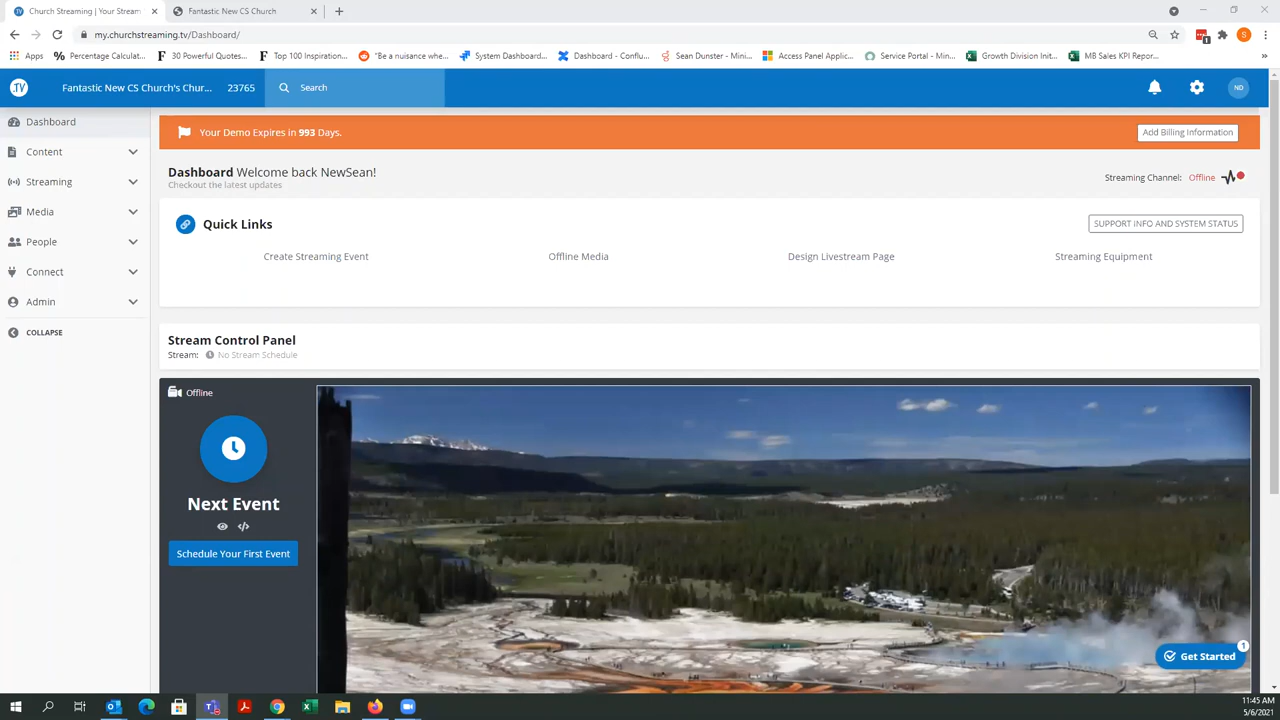 Church Streaming | Your Stream
Fantastic New CS Church
my.churchstreaming.tv/Dashboard/
Apps
Percentage Calculat...
30 Powerful Quotes...
Top 100 Inspiration...
"Be a nuisance whe...
System Dashboard...
Dashboard - Conflu...
Sean Dunster - Mini...
Access Panel Applic...
Service Portal - Min...
Growth Division Init...
MB Sales KPI Repor...
»
.TV
Fantastic New CS Church's Chur... 23765
Search
ND
Dashboard
Content
Streaming
Media
People
Connect
Admin
COLLAPSE
Your Demo Expires in 993 Days.
Add Billing Information
Dashboard Welcome back NewSean!
Checkout the latest updates
Streaming Channel: Offline
Quick Links
SUPPORT INFO AND SYSTEM STATUS
Create Streaming Event
Offline Media
Design Livestream Page
Streaming Equipment
Stream Control Panel
Stream: No Stream Schedule
Offline
Next Event
Schedule Your First Event
Get Started
1
11:45 AM
5/6/2021